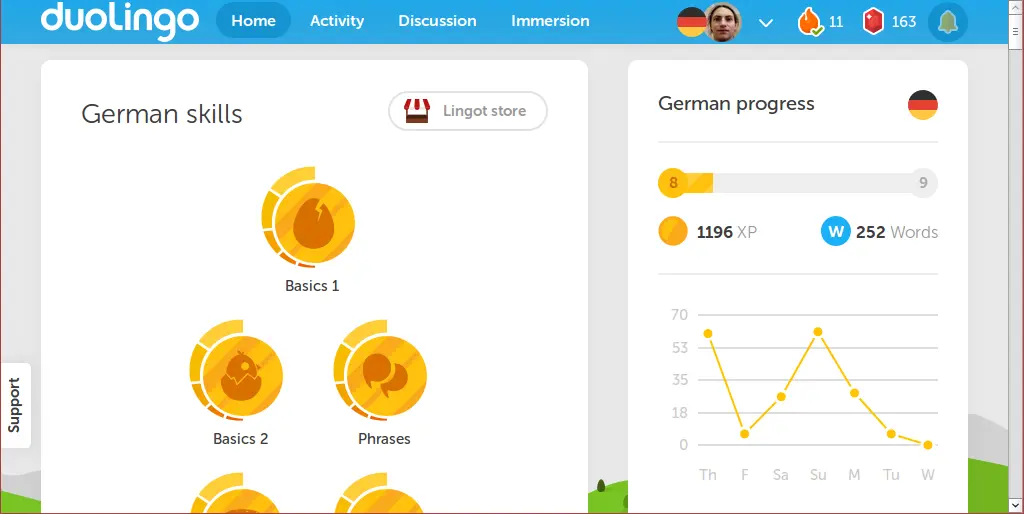 duolingo Home Activity Discussion Immersion 11 163
German skills
Lingot store
Basics 1
Basics 2 Phrases
Support
German progress
8 9
1196 XP W 252 Words
70
53
35
18
0
Th F Sa Su M Tu W